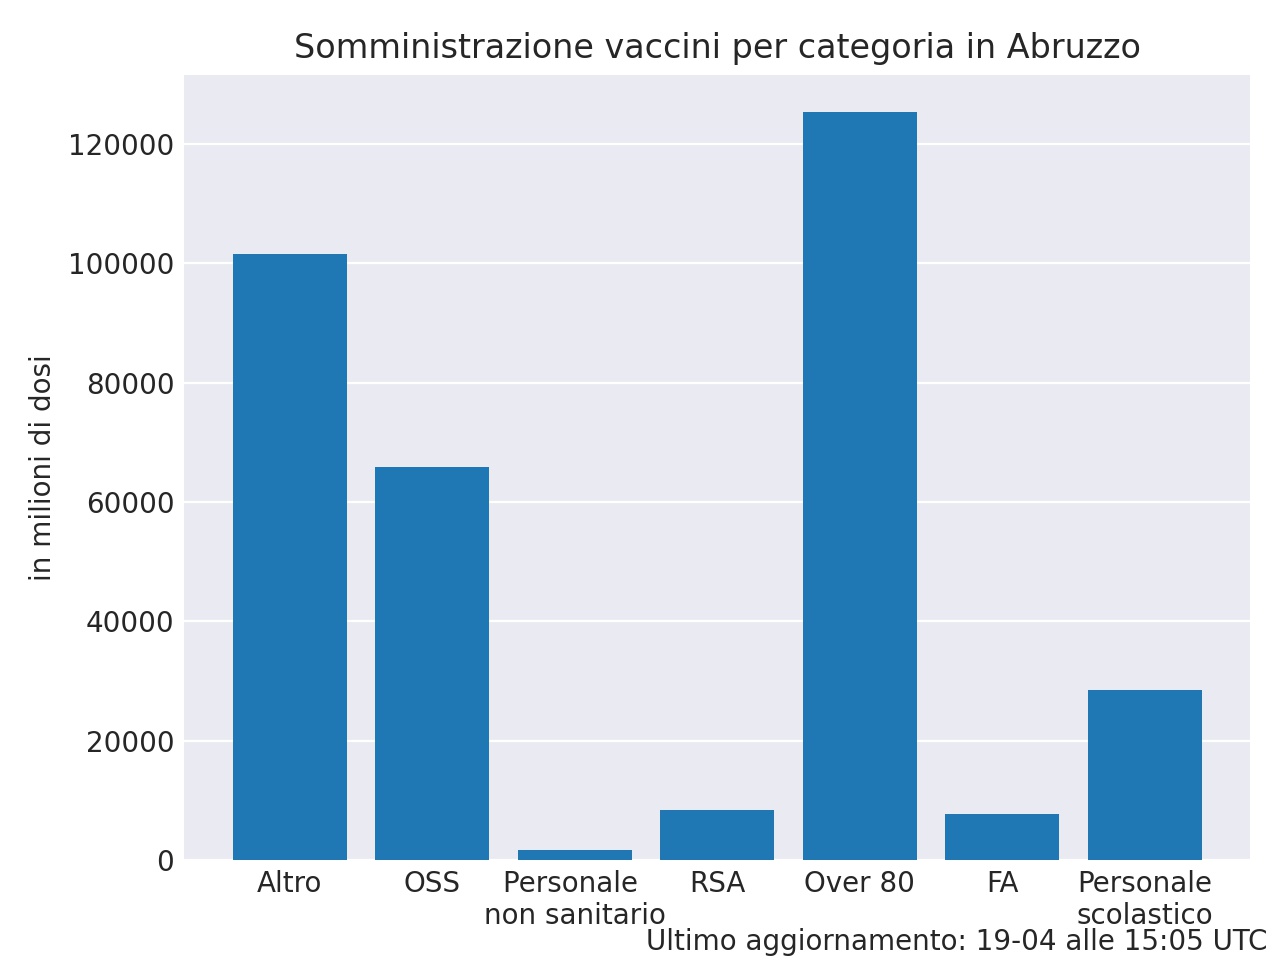 Somministrazione vaccini per categoria in Abruzzo
in milioni di dosi
120000
100000
80000
60000
40000
20000
0
Altro
OSS
Personale
non sanitario
RSA
Over 80
FA
Personale
scolastico
Ultimo aggiornamento: 19-04 alle 15:05 UTC